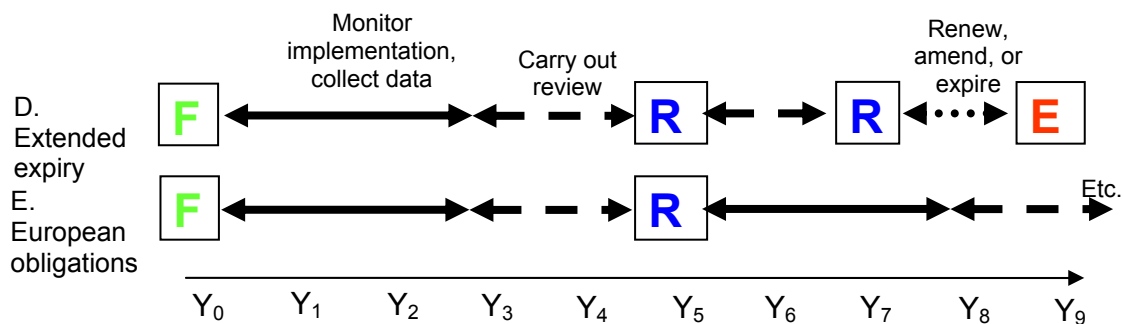 Monitor
implementation,
collect data
Carry out
review
Renew,
amend, or
expire
D.
Extended
expiry
F
R
R
E
E.
European
obligations
F
R
Etc.
Y0 Y1 Y2 Y3 Y4 Y5 Y6 Y7 Y8 Y9